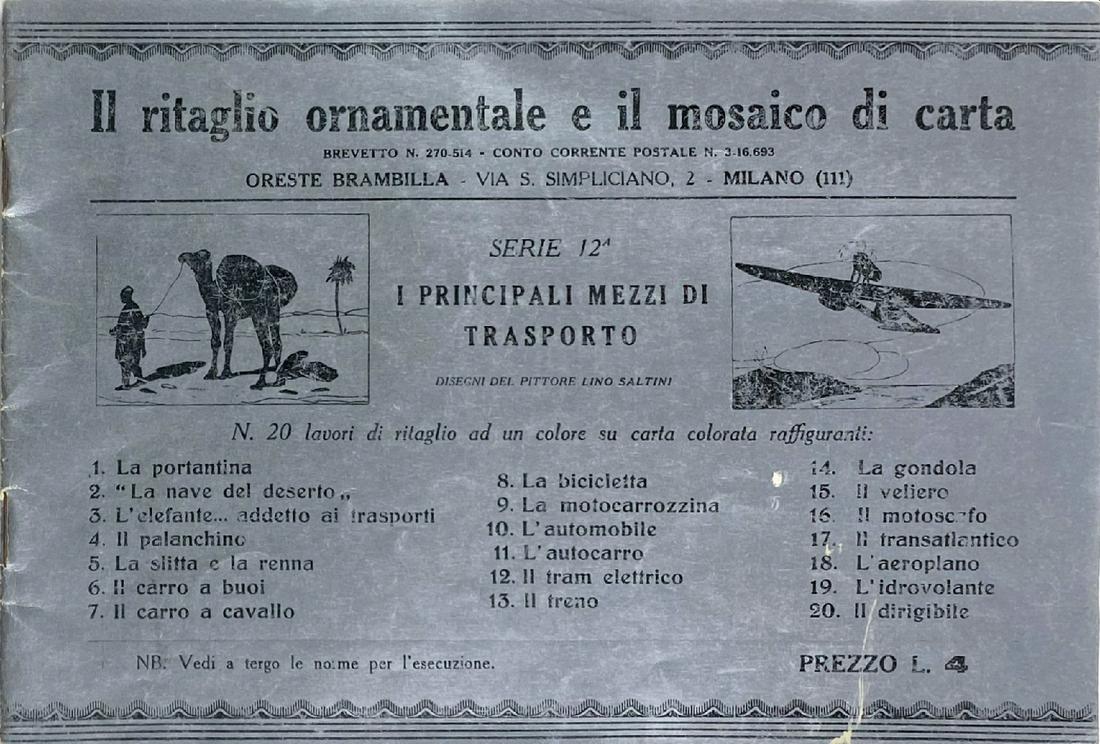 Il ritaglio ornamentale e il mosaico di carta
BREVETTO N. 270-514 - CONTO CORRENTE POSTALE N. 3-16.693
ORESTE BRAMBILLA - VIA S. SIMPLICIANO, 2 - MILANO (111)
SERIE 12ᴬ
I PRINCIPALI MEZZI DI
TRASPORTO
DISEGNI DEL PITTORE LINO SALTINI
N. 20 lavori di ritaglio ad un colore su carta colorata raffiguranti:
1. La portantina
2. “La nave del deserto„
3. L'elefante... addetto ai trasporti
4. Il palanchino
5. La slitta e la renna
6. Il carro a buoi
7. Il carro a cavallo
8. La bicicletta
9. La motocarrozzina
10. L'automobile
11. L'autocarro
12. Il tram elettrico
13. Il treno
14. La gondola
15. Il veliero
16. Il motoscafo
17. Il transatlantico
18. L'aeroplano
19. L'idrovolante
20. Il dirigibile
NB. Vedi a tergo le norme per l'esecuzione.
PREZZO L. 4